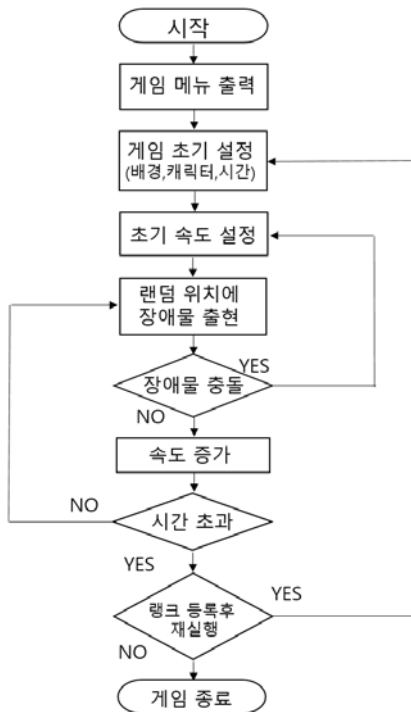 시작
게임 메뉴 출력
게임 초기 설정
(배경,캐릭터,시간)
초기 속도 설정
랜덤 위치에
장애물 출현
YES
장애물 충돌
NO
속도 증가
NO
시간 초과
YES
YES
랭크 등록후
재실행
NO
게임 종료